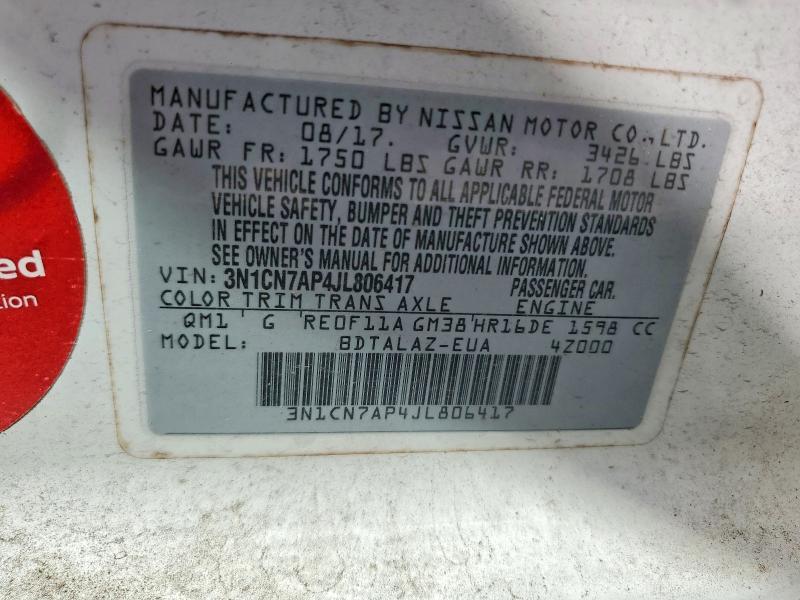 MANUFACTURED BY NISSAN MOTOR CO., LTD.
DATE: 08/17. GVWR: 3426 LBS
GAWR FR: 1750 LBS GAWR RR: 1708 LBS
THIS VEHICLE CONFORMS TO ALL APPLICABLE FEDERAL MOTOR
VEHICLE SAFETY, BUMPER AND THEFT PREVENTION STANDARDS
IN EFFECT ON THE DATE OF MANUFACTURE SHOWN ABOVE.
SEE OWNER'S MANUAL FOR ADDITIONAL INFORMATION.
VIN: 3N1CN7AP4JL806417 PASSENGER CAR.
COLOR TRIM TRANS AXLE ENGINE
QM1 G RE0F11A GM38 HR16DE 1598 CC
MODEL: BDTALAZ-EUA 4Z000
3N1CN7AP4JL806417